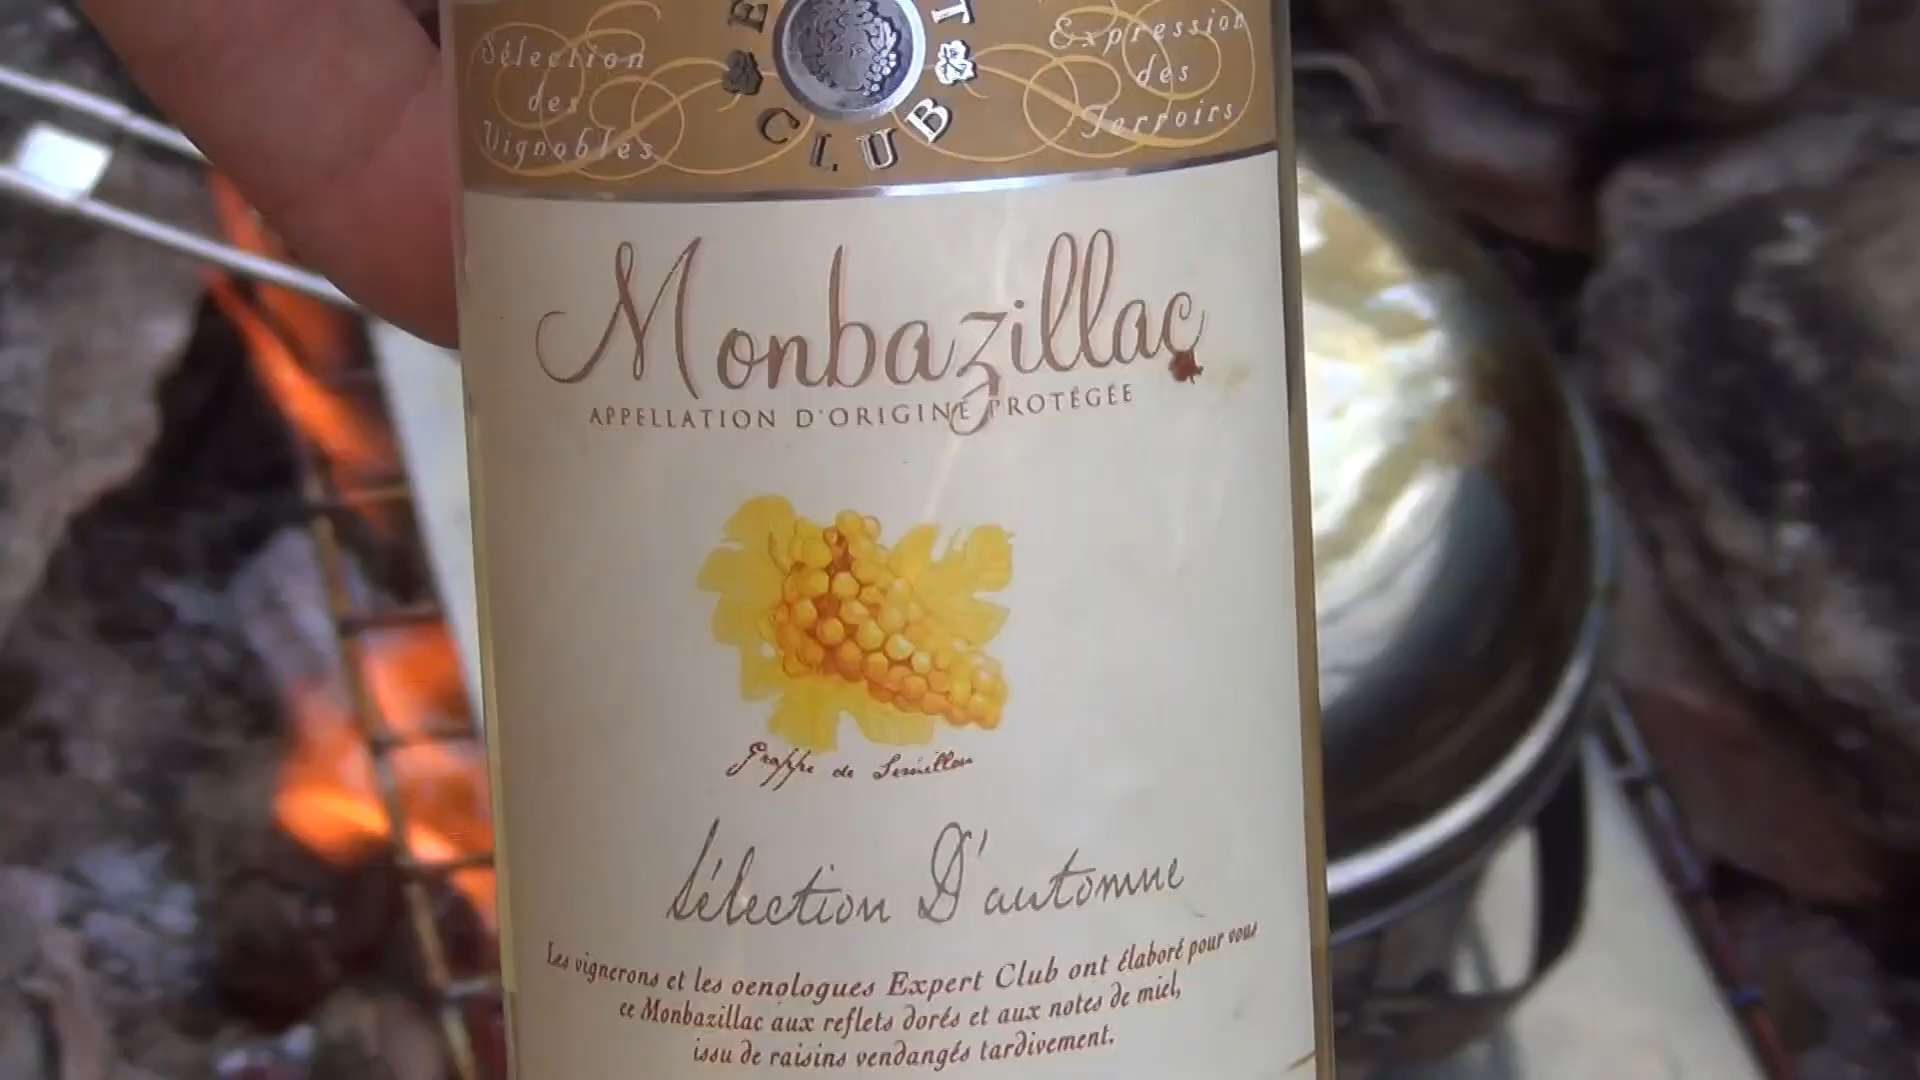 Sélection
des
Vignobles
CLUB
Expression
des
Terroirs
Monbazillac
APPELLATION D'ORIGINE PROTÉGÉE
Grappe de Semillon
Sélection D'automne
Les vignerons et les oenologues Expert Club ont élaboré pour vous
ce Monbazillac aux reflets dorés et aux notes de miel,
issu de raisins vendangés tardivement.